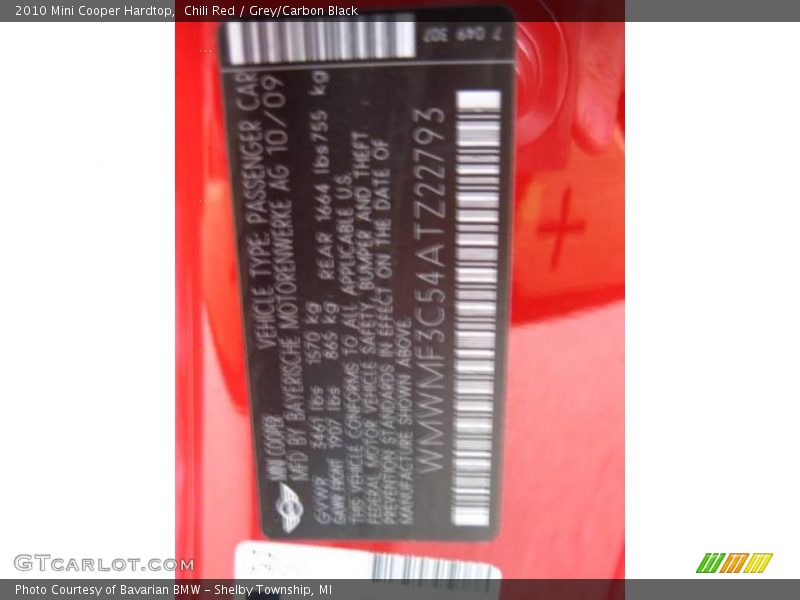 2010 Mini Cooper Hardtop,  Chili Red / Grey/Carbon Black
7 049 307
MINI COOPER VEHICLE TYPE: PASSENGER CAR
MFD BY BAYERISCHE MOTORENWERKE AG 10/09
GVWR 3461 lbs 1570 kg
GAWR FRONT 1907 lbs 865 kg REAR 1664 lbs 755 kg
THIS VEHICLE CONFORMS TO ALL APPLICABLE U.S.
FEDERAL MOTOR VEHICLE SAFETY, BUMPER AND THEFT
PREVENTION STANDARDS IN EFFECT ON THE DATE OF
MANUFACTURE SHOWN ABOVE.
WMWMF3C54ATZ22793
GTCarLot.com
Photo Courtesy of Bavarian BMW – Shelby Township, MI